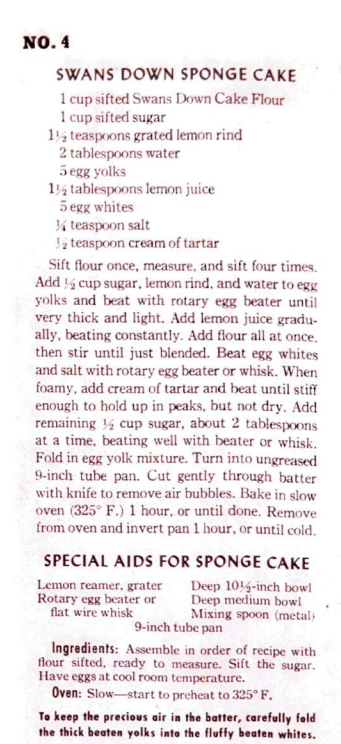 NO. 4
SWANS DOWN SPONGE CAKE
1 cup sifted Swans Down Cake Flour
1 cup sifted sugar
1½ teaspoons grated lemon rind
2 tablespoons water
5 egg yolks
1½ tablespoons lemon juice
5 egg whites
¼ teaspoon salt
½ teaspoon cream of tartar
Sift flour once, measure, and sift four times.
Add ½ cup sugar, lemon rind, and water to egg
yolks and beat with rotary egg beater until
very thick and light. Add lemon juice gradu-
ally, beating constantly. Add flour all at once,
then stir until just blended. Beat egg whites
and salt with rotary egg beater or whisk. When
foamy, add cream of tartar and beat until stiff
enough to hold up in peaks, but not dry. Add
remaining ½ cup sugar, about 2 tablespoons
at a time, beating well with beater or whisk.
Fold in egg yolk mixture. Turn into ungreased
9-inch tube pan. Cut gently through batter
with knife to remove air bubbles. Bake in slow
oven (325° F.) 1 hour, or until done. Remove
from oven and invert pan 1 hour, or until cold.
SPECIAL AIDS FOR SPONGE CAKE
Lemon reamer, grater Deep 10½-inch bowl
Rotary egg beater or Deep medium bowl
flat wire whisk Mixing spoon (metal)
9-inch tube pan
Ingredients: Assemble in order of recipe with
flour sifted, ready to measure. Sift the sugar.
Have eggs at cool room temperature.
Oven: Slow—start to preheat to 325° F.
To keep the precious air in the batter, carefully fold
the thick beaten yolks into the fluffy beaten whites.